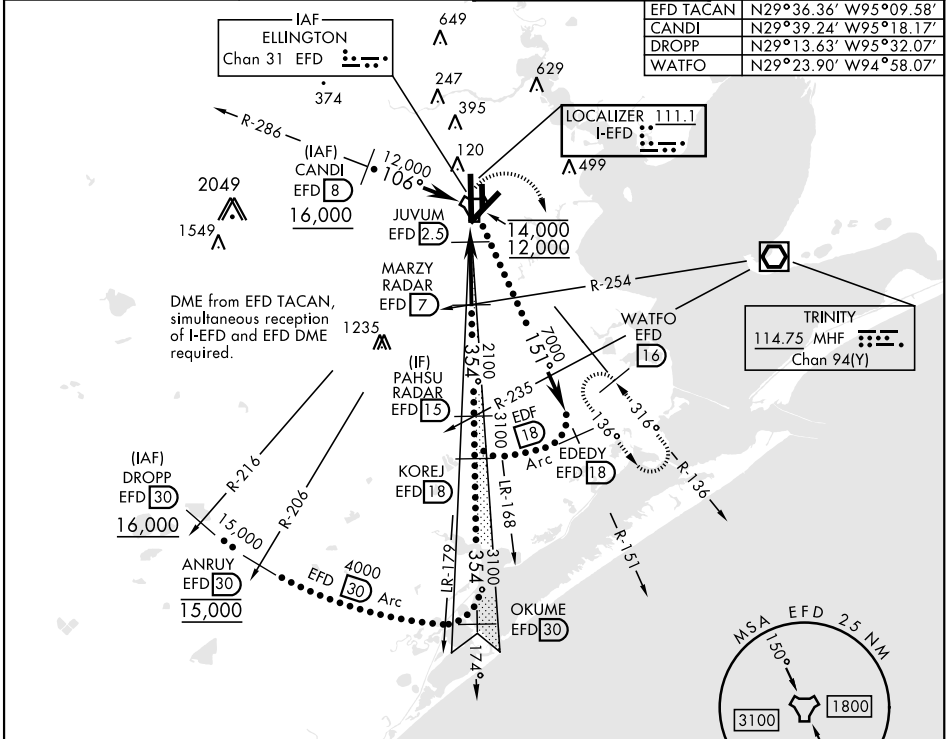 IAF
ELLINGTON
Chan 31 EFD
649
EFD TACAN N29°36.36' W95°09.58'
CANDI N29°39.24' W95°18.17'
DROPP N29°13.63' W95°32.07'
WATFO N29°23.90' W94°58.07'
374
247
629
395
LOCALIZER 111.1
I-EFD
R-286
120
499
(IAF)
CANDI
EFD 8
16,000
12,000
106°
2049
1549
JUVUM
EFD 2.5
14,000
12,000
MARZY
RADAR
EFD 7
R-254
DME from EFD TACAN,
simultaneous reception
of I-EFD and EFD DME
required.
1235
TRINITY
114.75 MHF
Chan 94(Y)
WATFO
EFD
16
7000
151°
2100
354°
(IF)
PAHSU
RADAR
EFD 15
R-235
3100
EDF
18
Arc
EDEDY
EFD 18
136°
316°
R-136
KOREJ
EFD 18
LR-168
R-151
(IAF)
DROPP
EFD 30
16,000
R-216
R-206
15,000
ANRUY
EFD 30
15,000
4000
EFD 30 Arc
LR-179
354°
3100
OKUME
EFD 30
174°
MSA EFD 25 NM
150°
3100
1800